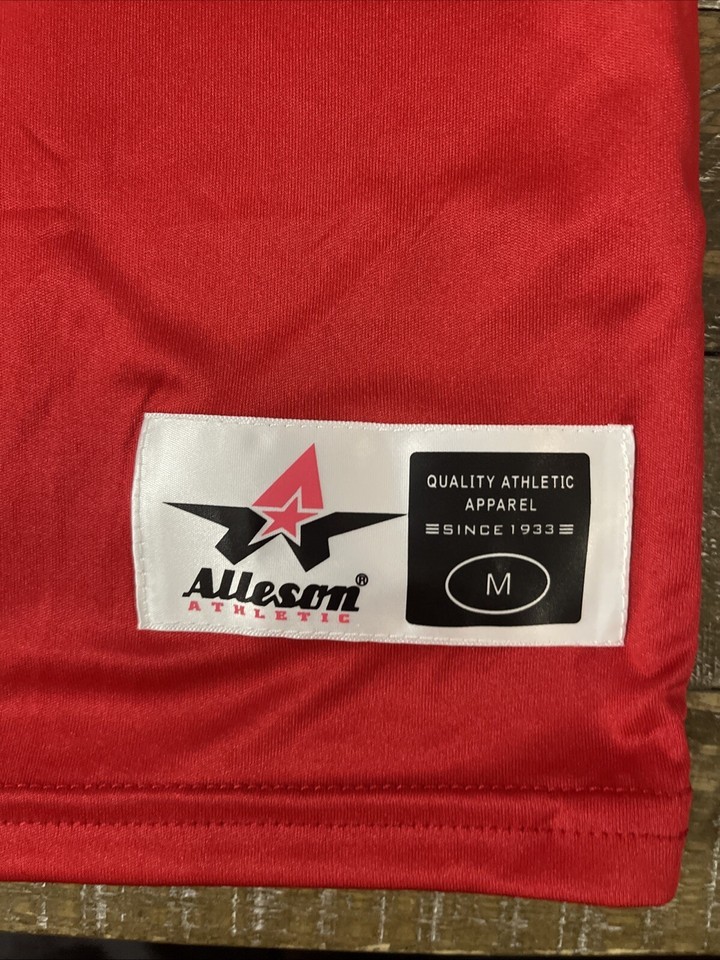 Alleson®
ATHLETIC
QUALITY ATHLETIC
APPAREL
SINCE 1933
M